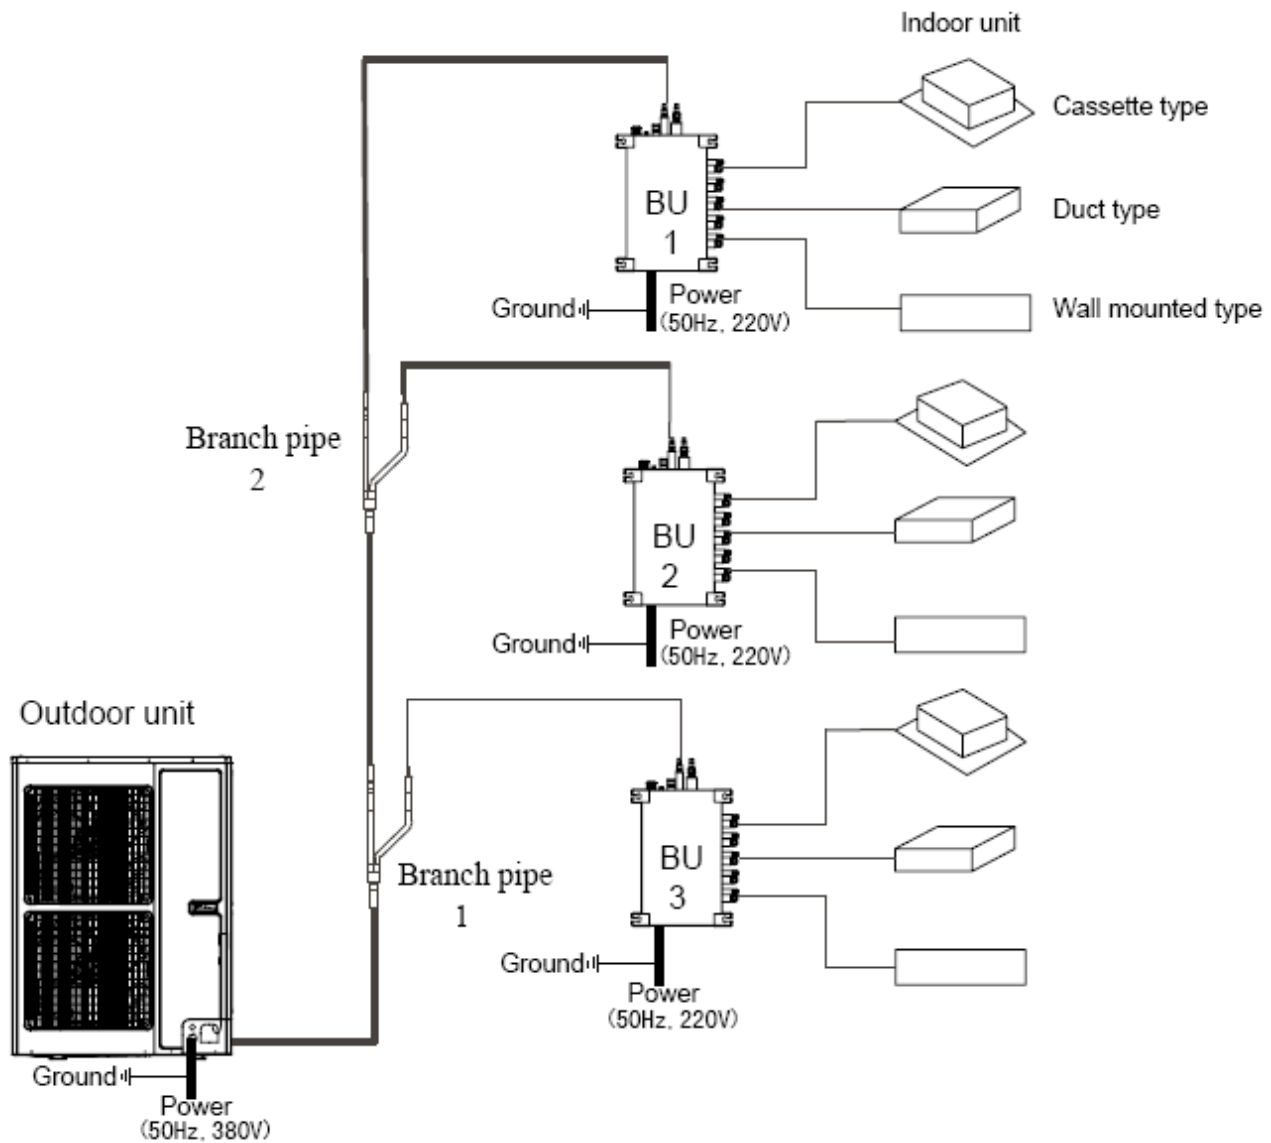 Indoor unit
Cassette type
BU
1
Duct type
Ground
Power
(50Hz, 220V)
Wall mounted type
Branch pipe
2
BU
2
Ground
Power
(50Hz, 220V)
Outdoor unit
Branch pipe
1
BU
3
Ground
Power
(50Hz, 220V)
Ground
Power
(50Hz, 380V)